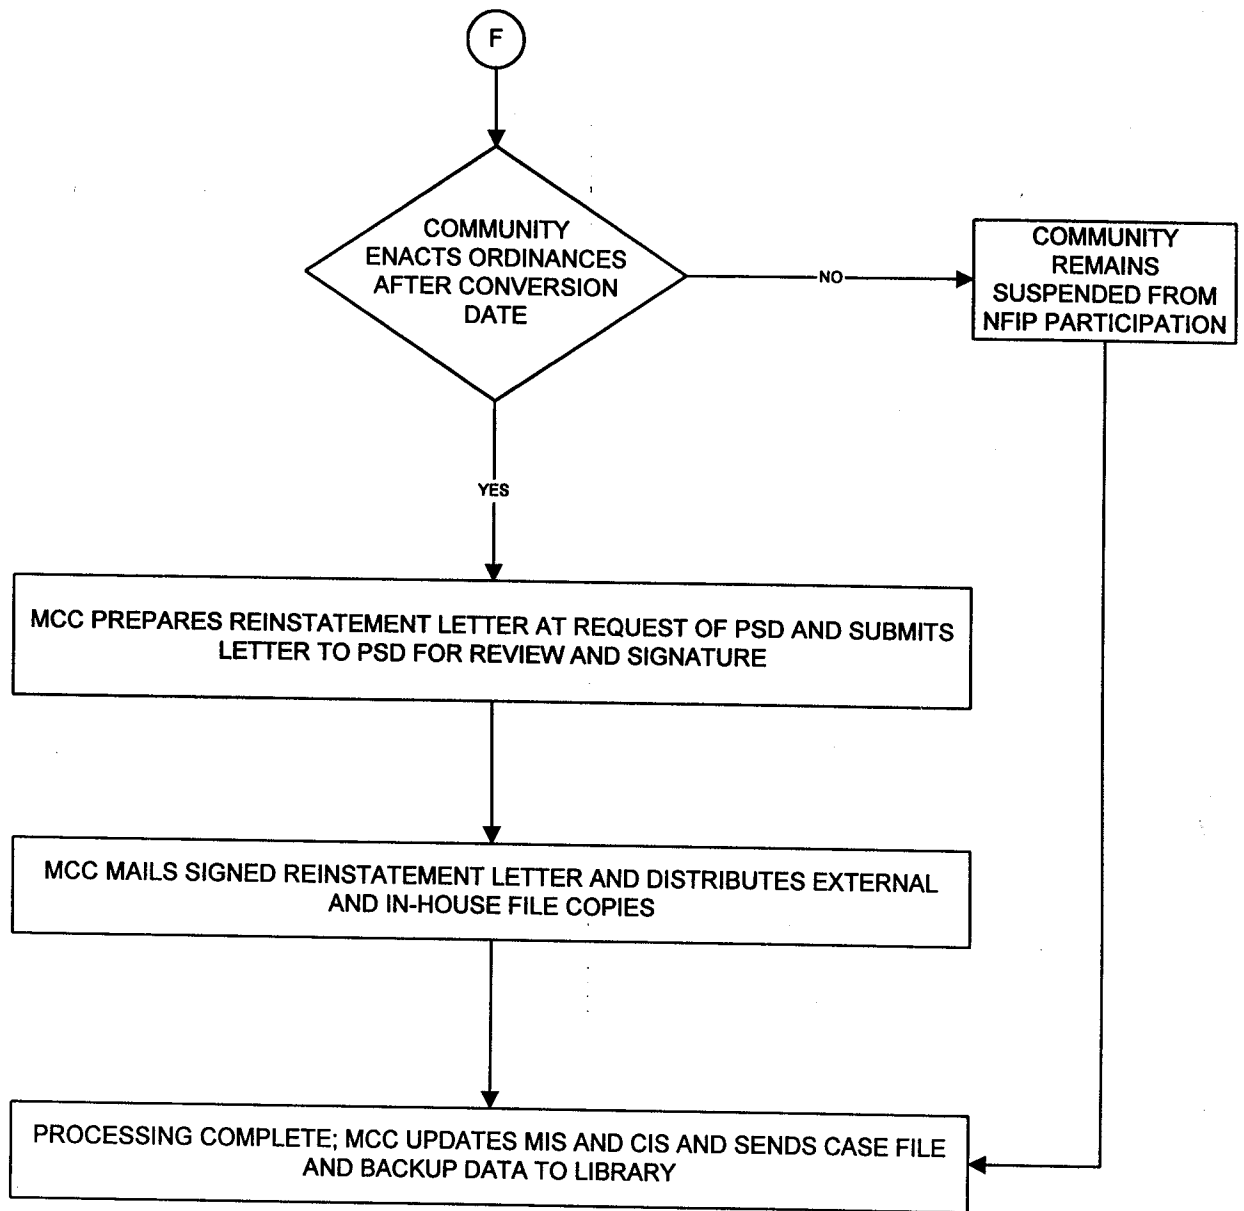 F
COMMUNITY
ENACTS ORDINANCES
AFTER CONVERSION
DATE
NO
COMMUNITY
REMAINS
SUSPENDED FROM
NFIP PARTICIPATION
YES
MCC PREPARES REINSTATEMENT LETTER AT REQUEST OF PSD AND SUBMITS
LETTER TO PSD FOR REVIEW AND SIGNATURE
MCC MAILS SIGNED REINSTATEMENT LETTER AND DISTRIBUTES EXTERNAL
AND IN-HOUSE FILE COPIES
PROCESSING COMPLETE; MCC UPDATES MIS AND CIS AND SENDS CASE FILE
AND BACKUP DATA TO LIBRARY